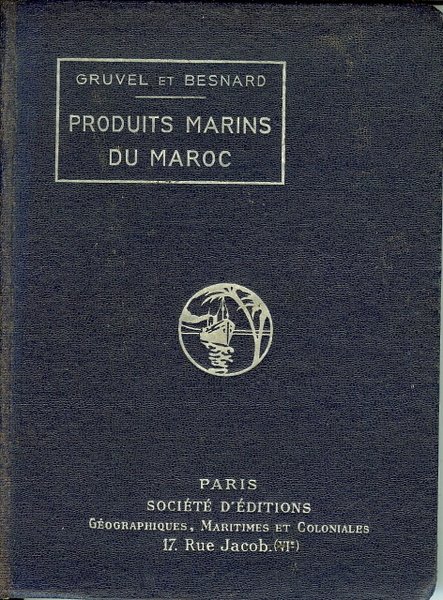 GRUVEL ET BESNARD
PRODUITS MARINS
DU MAROC
PARIS
SOCIÉTÉ D'ÉDITIONS
GÉOGRAPHIQUES, MARITIMES ET COLONIALES
17. Rue Jacob. (VIᵉ)